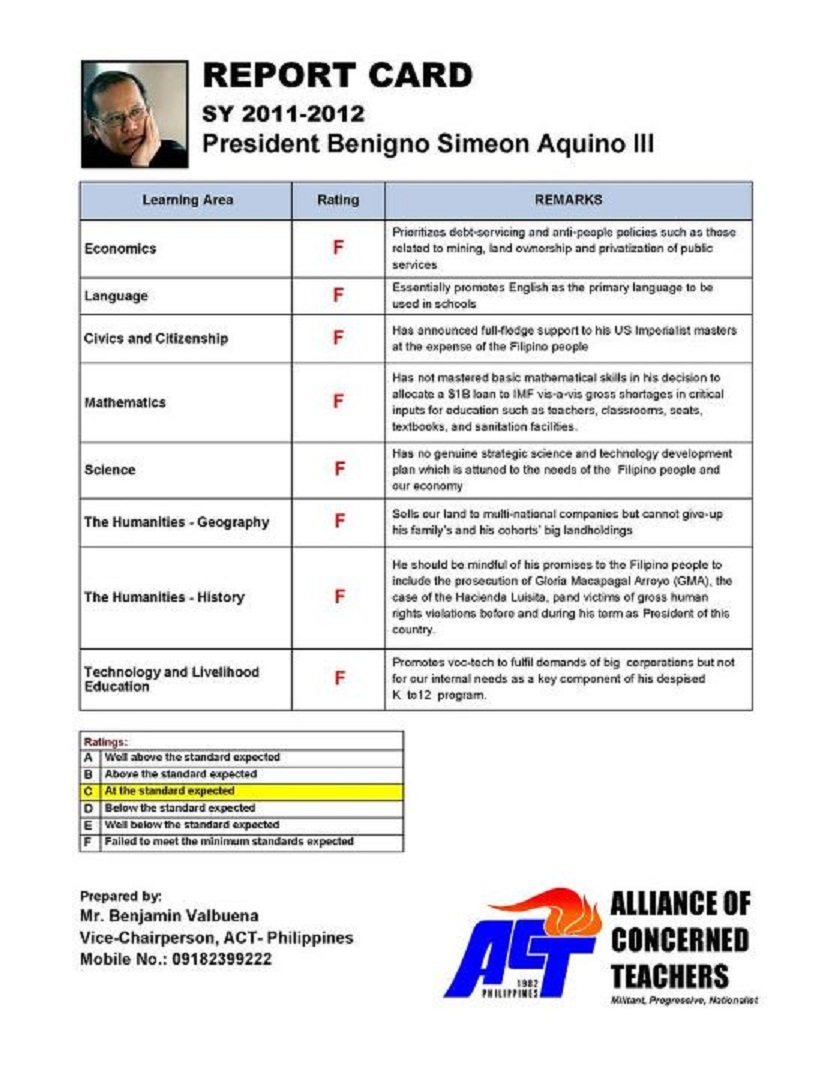 REPORT CARD
SY 2011-2012
President Benigno Simeon Aquino III
Learning Area Rating REMARKS
Economics F Prioritizes debt-servicing and anti-people policies such as those
related to mining, land ownership and privatization of public
services
Language F Essentially promotes English as the primary language to be
used in schools
Civics and Citizenship F Has announced full-fledge support to his US Imperialist masters
at the expense of the Filipino people
Mathematics F Has not mastered basic mathematical skills in his decision to
allocate a $1B loan to IMF vis-a-vis gross shortages in critical
inputs for education such as teachers, classrooms, seats,
textbooks, and sanitation facilities.
Science F Has no genuine strategic science and technology development
plan which is attuned to the needs of the Filipino people and
our economy
The Humanities - Geography F Sells our land to multi-national companies but cannot give-up
his family's and his cohorts' big landholdings
The Humanities - History F He should be mindful of his promises to the Filipino people to
include the prosecution of Gloria Macapagal Arroyo (GMA), the
case of the Hacienda Luisita, pand victims of gross human
rights violations before and during his term as President of this
country.
Technology and Livelihood
Education F Promotes voc-tech to fulfil demands of big corporations but not
for our internal needs as a key component of his despised
K to12 program.
Ratings:
A Well above the standard expected
B Above the standard expected
C At the standard expected
D Below the standard expected
E Well below the standard expected
F Failed to meet the minimum standards expected
Prepared by:
Mr. Benjamin Valbuena
Vice-Chairperson, ACT- Philippines
Mobile No.: 09182399222
ACT
1982
PHILIPPINES
ALLIANCE OF
CONCERNED
TEACHERS
Militant, Progressive, Nationalist